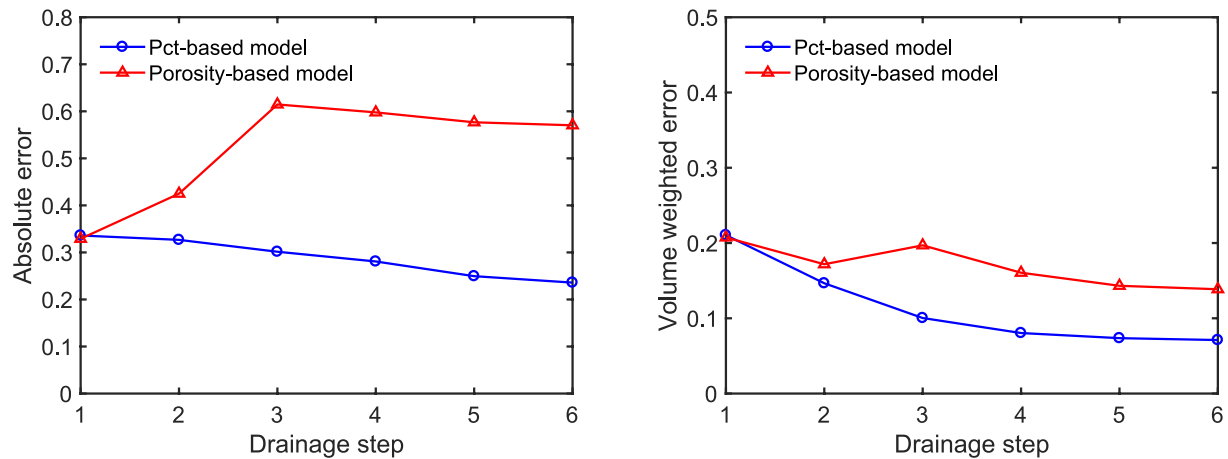 0.8
0.7
0.6
0.5
0.4
0.3
0.2
0.1
0
Absolute error
Pct-based model
Porosity-based model
1 2 3 4 5 6
Drainage step
0.5
0.4
0.3
0.2
0.1
0
Volume weighted error
Pct-based model
Porosity-based model
1 2 3 4 5 6
Drainage step